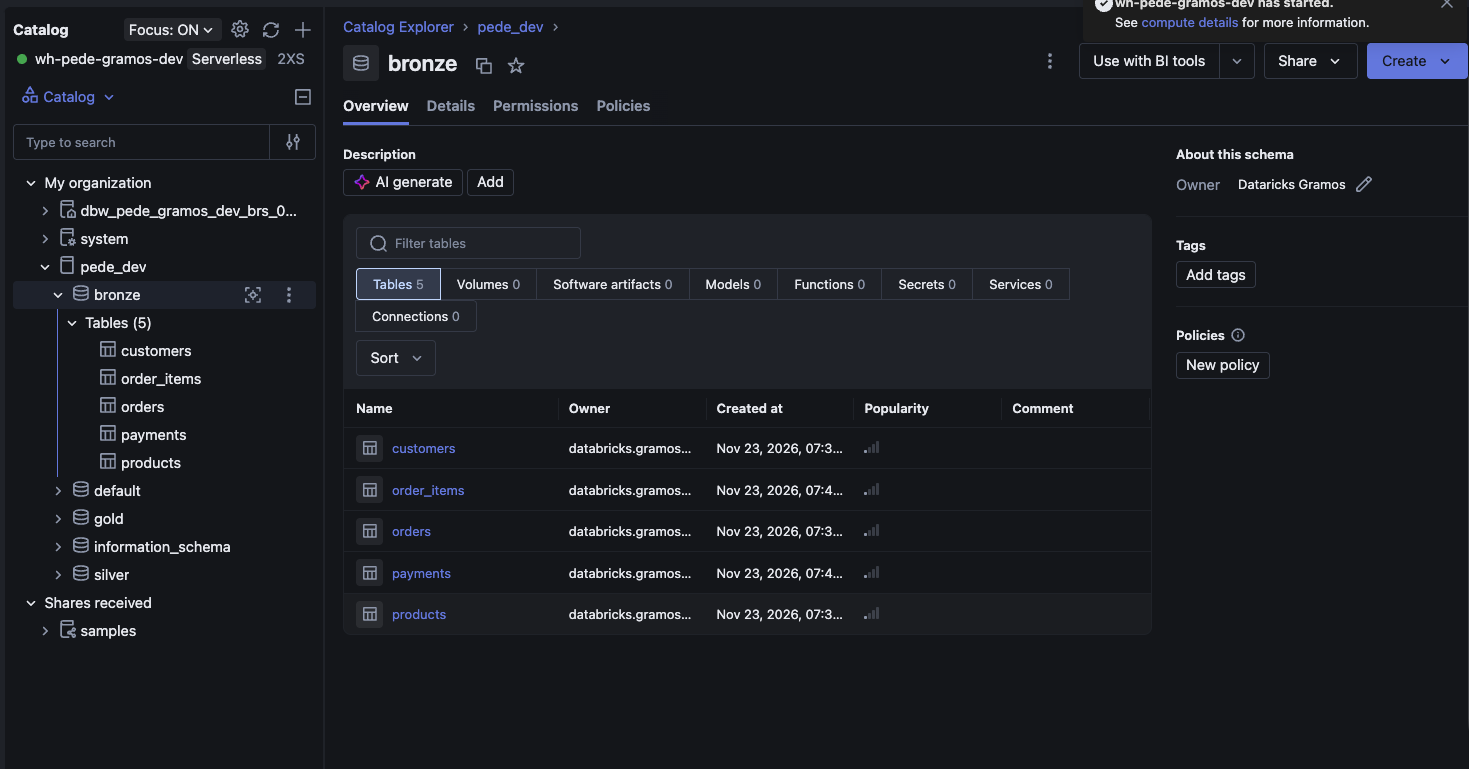 Catalog
Focus: ON
wh-pede-gramos-dev Serverless 2XS
Catalog
Type to search
My organization
dbw_pede_gramos_dev_brs_0...
system
pede_dev
bronze
Tables (5)
customers
order_items
orders
payments
products
default
gold
information_schema
silver
Shares received
samples
Catalog Explorer > pede_dev >
bronze
wh-pede-gramos-dev has started.
See compute details for more information.
Use with BI tools
Share
Create
Overview Details Permissions Policies
Description
AI generate Add
Filter tables
Tables 5 Volumes 0 Software artifacts 0 Models 0 Functions 0 Secrets 0 Services 0
Connections 0
Sort
Name Owner Created at Popularity Comment
customers databricks.gramos... Nov 23, 2026, 07:3...
order_items databricks.gramos... Nov 23, 2026, 07:4...
orders databricks.gramos... Nov 23, 2026, 07:3...
payments databricks.gramos... Nov 23, 2026, 07:4...
products databricks.gramos... Nov 23, 2026, 07:3...
About this schema
Owner Dataricks Gramos
Tags
Add tags
Policies
New policy